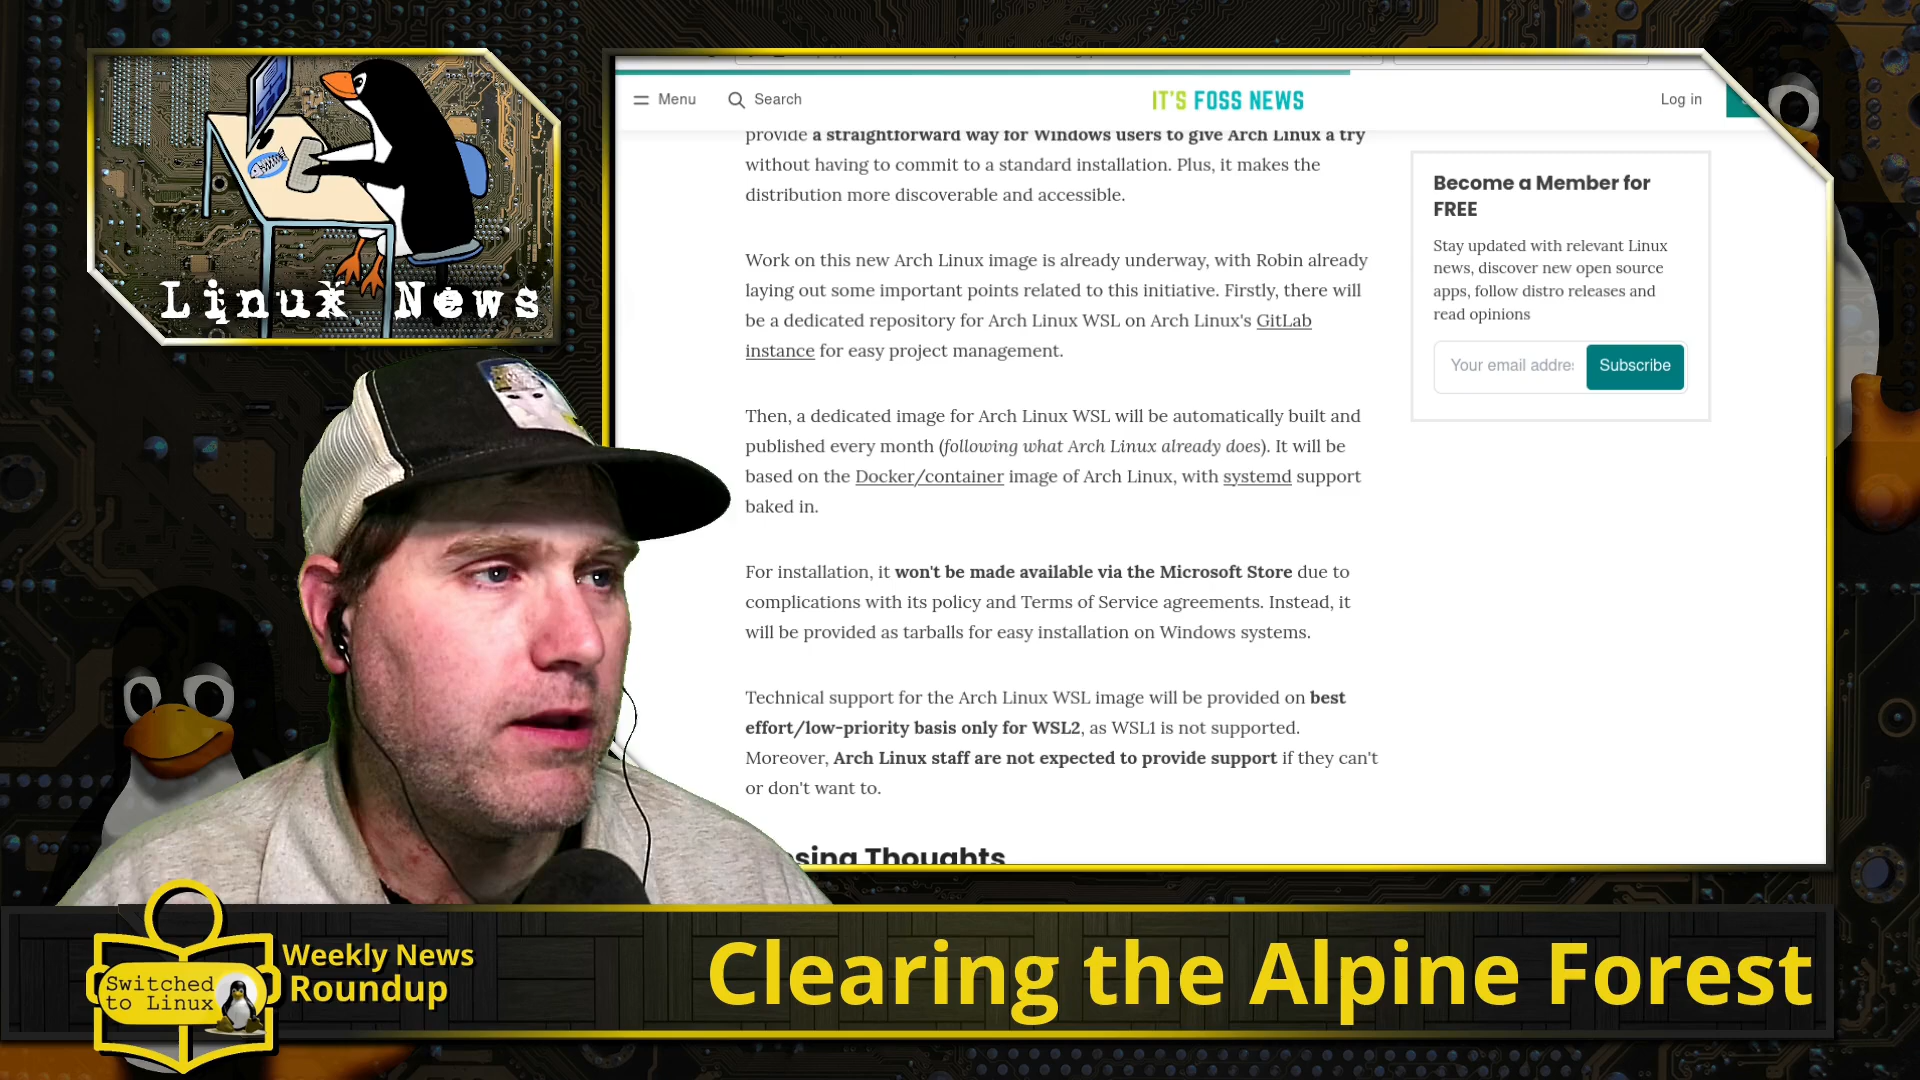 Linux News
Menu
Search
IT'S FOSS NEWS
Log in
provide a straightforward way for Windows users to give Arch Linux a try
without having to commit to a standard installation. Plus, it makes the
distribution more discoverable and accessible.
Work on this new Arch Linux image is already underway, with Robin already
laying out some important points related to this initiative. Firstly, there will
be a dedicated repository for Arch Linux WSL on Arch Linux's GitLab
instance for easy project management.
Then, a dedicated image for Arch Linux WSL will be automatically built and
published every month (following what Arch Linux already does). It will be
based on the Docker/container image of Arch Linux, with systemd support
baked in.
For installation, it won't be made available via the Microsoft Store due to
complications with its policy and Terms of Service agreements. Instead, it
will be provided as tarballs for easy installation on Windows systems.
Technical support for the Arch Linux WSL image will be provided on best
effort/low-priority basis only for WSL2, as WSL1 is not supported.
Moreover, Arch Linux staff are not expected to provide support if they can't
or don't want to.
Thoughts
Become a Member for
FREE
Stay updated with relevant Linux
news, discover new open source
apps, follow distro releases and
read opinions
Your email addre
Subscribe
Switched
to Linux
Weekly News
Roundup
Clearing the Alpine Forest